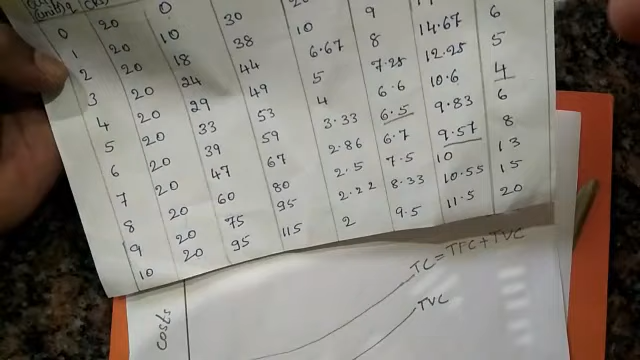 0 20 0
1 20 10 30
2 20 18 38 10 9
3 20 24 44 6.67 8 14.67 6
4 20 29 49 5 7.25 12.25 5
5 20 33 53 4 6.6 10.6 4
6 20 39 59 3.33 6.5 9.83 6
7 20 47 67 2.86 6.7 9.57 8
8 20 60 80 2.5 7.5 10 13
9 20 75 95 2.22 8.33 10.55 15
10 20 95 115 2 9.5 11.5 20
TC = TFC + TVC
TVC
Costs